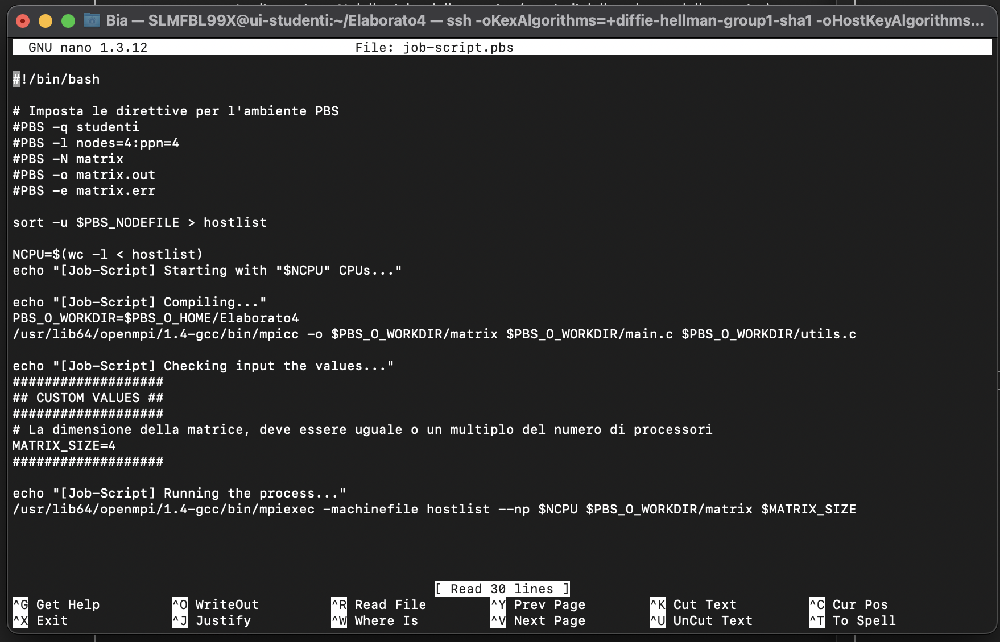 Bia — SLMFBL99X@ui-studenti:~/Elaborato4 — ssh -oKexAlgorithms=+diffie-hellman-group1-sha1 -oHostKeyAlgorithms...
GNU nano 1.3.12 File: job-script.pbs
#!/bin/bash
# Imposta le direttive per l'ambiente PBS
#PBS -q studenti
#PBS -l nodes=4:ppn=4
#PBS -N matrix
#PBS -o matrix.out
#PBS -e matrix.err
sort -u $PBS_NODEFILE > hostlist
NCPU=$(wc -l < hostlist)
echo "[Job-Script] Starting with "$NCPU" CPUs..."
echo "[Job-Script] Compiling..."
PBS_O_WORKDIR=$PBS_O_HOME/Elaborato4
/usr/lib64/openmpi/1.4-gcc/bin/mpicc -o $PBS_O_WORKDIR/matrix $PBS_O_WORKDIR/main.c $PBS_O_WORKDIR/utils.c
echo "[Job-Script] Checking input the values..."
###################
## CUSTOM VALUES ##
###################
# La dimensione della matrice, deve essere uguale o un multiplo del numero di processori
MATRIX_SIZE=4
###################
echo "[Job-Script] Running the process..."
/usr/lib64/openmpi/1.4-gcc/bin/mpiexec -machinefile hostlist --np $NCPU $PBS_O_WORKDIR/matrix $MATRIX_SIZE
[ Read 30 lines ]
^G Get Help ^O WriteOut ^R Read File ^Y Prev Page ^K Cut Text ^C Cur Pos
^X Exit ^J Justify ^W Where Is ^V Next Page ^U UnCut Text ^T To Spell